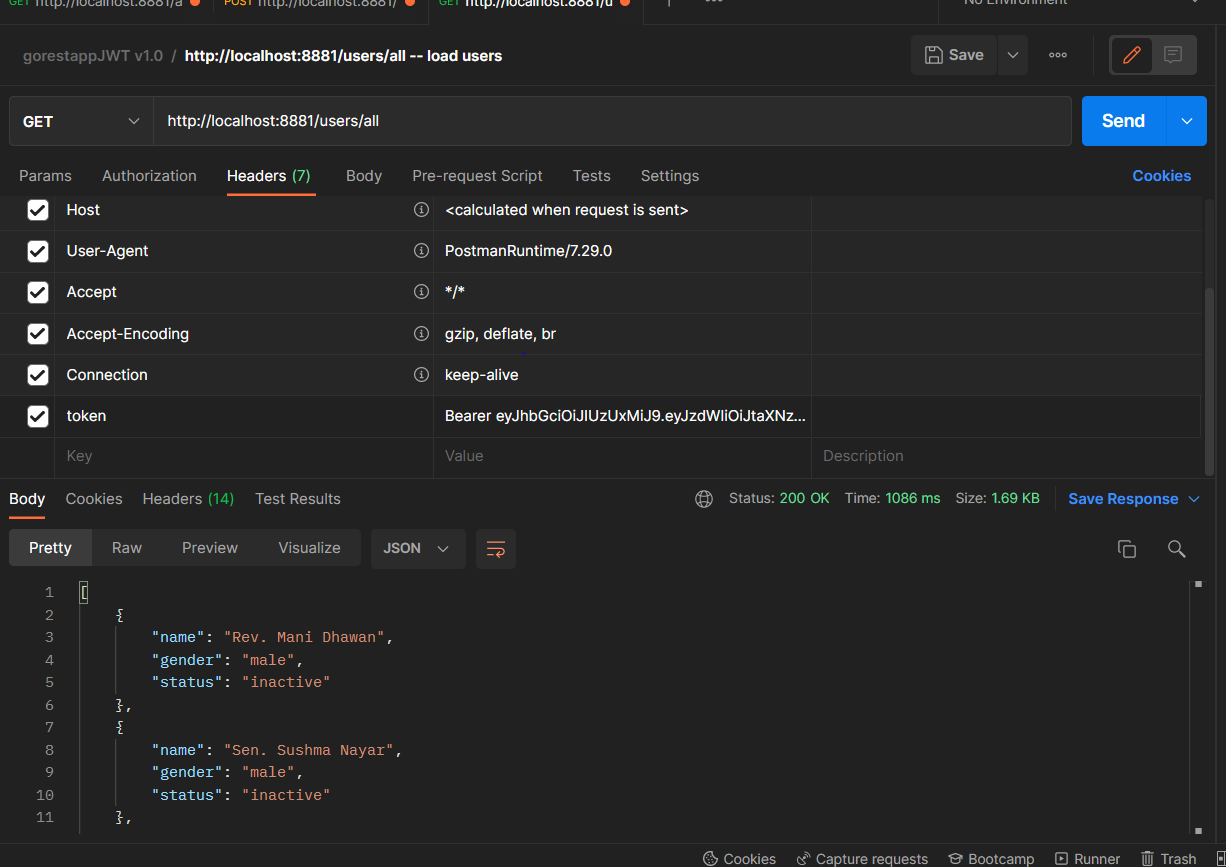 GET http://localhost:8881/a POST http://localhost:8881/ GET http://localhost:8881/u No Environment
gorestappJWT v1.0 / http://localhost:8881/users/all -- load users Save
GET http://localhost:8881/users/all Send
Params Authorization Headers (7) Body Pre-request Script Tests Settings Cookies
Host <calculated when request is sent>
User-Agent PostmanRuntime/7.29.0
Accept */*
Accept-Encoding gzip, deflate, br
Connection keep-alive
token Bearer eyJhbGciOiJIUzUxMiJ9.eyJzdWIiOiJtaXNz...
Key Value Description
Body Cookies Headers (14) Test Results Status: 200 OK Time: 1086 ms Size: 1.69 KB Save Response
Pretty Raw Preview Visualize JSON
1 [
2 {
3 "name": "Rev. Mani Dhawan",
4 "gender": "male",
5 "status": "inactive"
6 },
7 {
8 "name": "Sen. Sushma Nayar",
9 "gender": "male",
10 "status": "inactive"
11 },
Cookies Capture requests Bootcamp Runner Trash